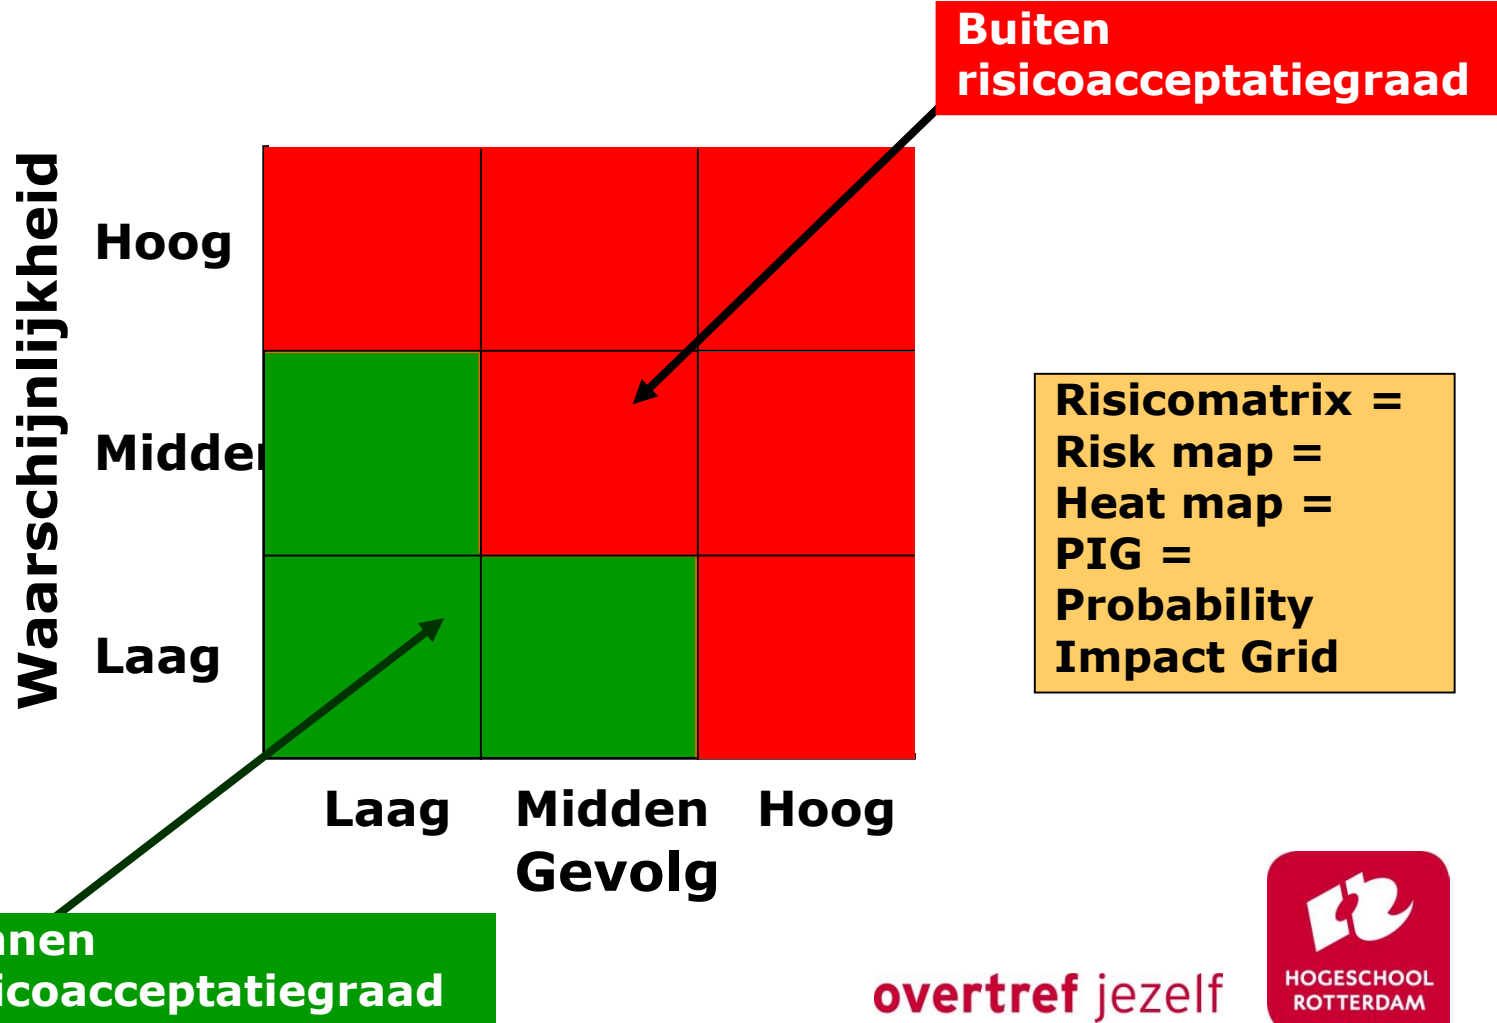 Buiten
risicoacceptatiegraad
Waarschijnlijkheid
Hoog
Midden
Laag
Risicomatrix =
Risk map =
Heat map =
PIG =
Probability
Impact Grid
Laag Midden Hoog
Gevolg
nnen
icoacceptatiegraad
overtref jezelf
HOGESCHOOL
ROTTERDAM